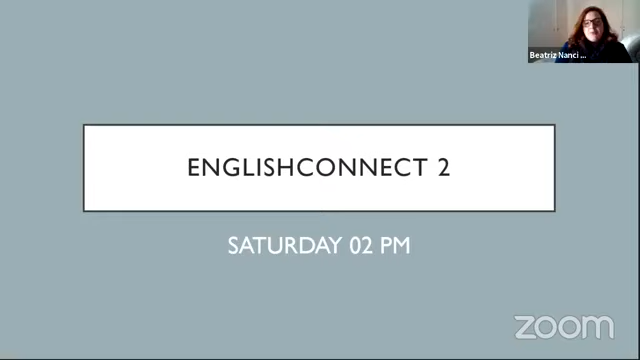 Beatriz Nanci ...
ENGLISHCONNECT 2
SATURDAY 02 PM
zoom